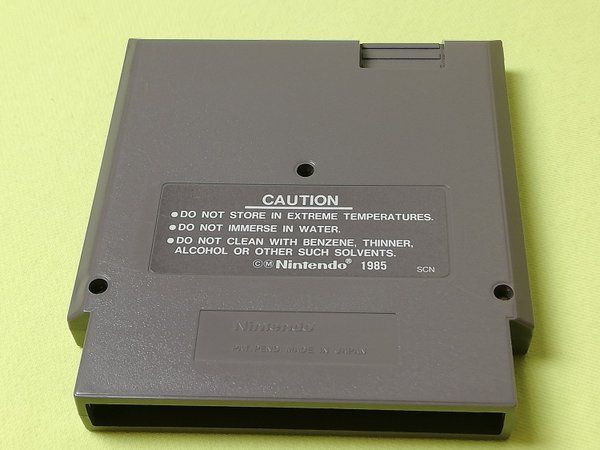 CAUTION
●DO NOT STORE IN EXTREME TEMPERATURES.
●DO NOT IMMERSE IN WATER.
●DO NOT CLEAN WITH BENZENE, THINNER,
ALCOHOL OR OTHER SUCH SOLVENTS.
©Ⓜ Nintendo® 1985 SCN
Nintendo®
PAT PEND MADE IN JAPAN